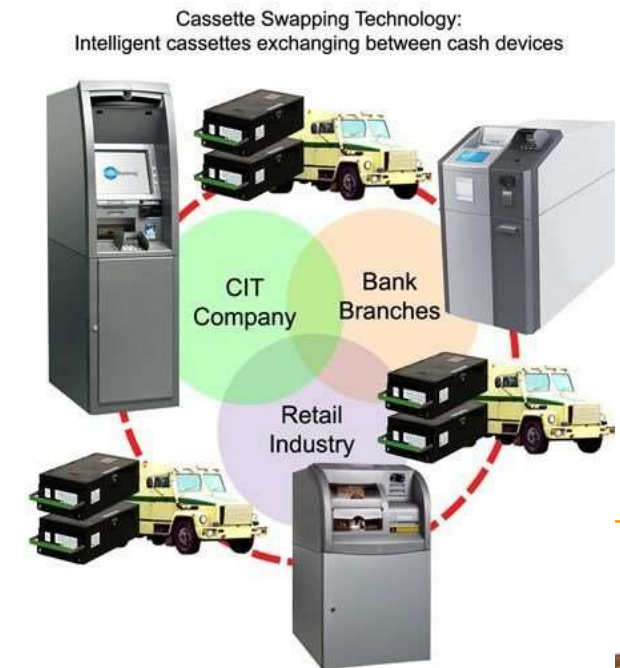 Cassette Swapping Technology:
Intelligent cassettes exchanging between cash devices
CIT
Company
Bank
Branches
Retail
Industry